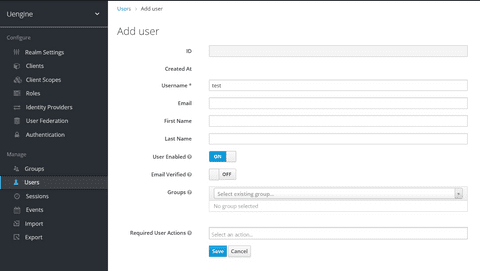 Uengine
Users > Add user
Add user
Configure
Realm Settings
Clients
Client Scopes
Roles
Identity Providers
User Federation
Authentication
Manage
Groups
Users
Sessions
Events
Import
Export
ID
Created At
Username *
test
Email
First Name
Last Name
User Enabled
ON
Email Verified
OFF
Groups
Select existing group...
No group selected
Required User Actions
Select an action...
Save
Cancel